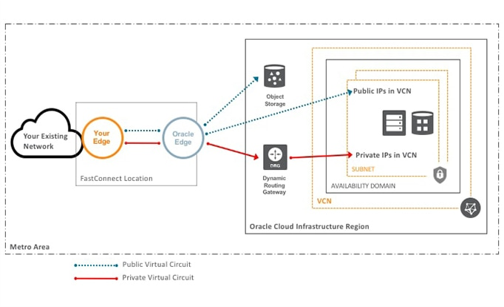 Your Existing
Network
Your
Edge
Oracle
Edge
FastConnect Location
Object
Storage
DRG
Dynamic
Routing
Gateway
Public IPs in VCN
Private IPs in VCN
SUBNET
AVAILABILITY DOMAIN
VCN
Oracle Cloud Infrastructure Region
Metro Area
Public Virtual Circuit
Private Virtual Circuit